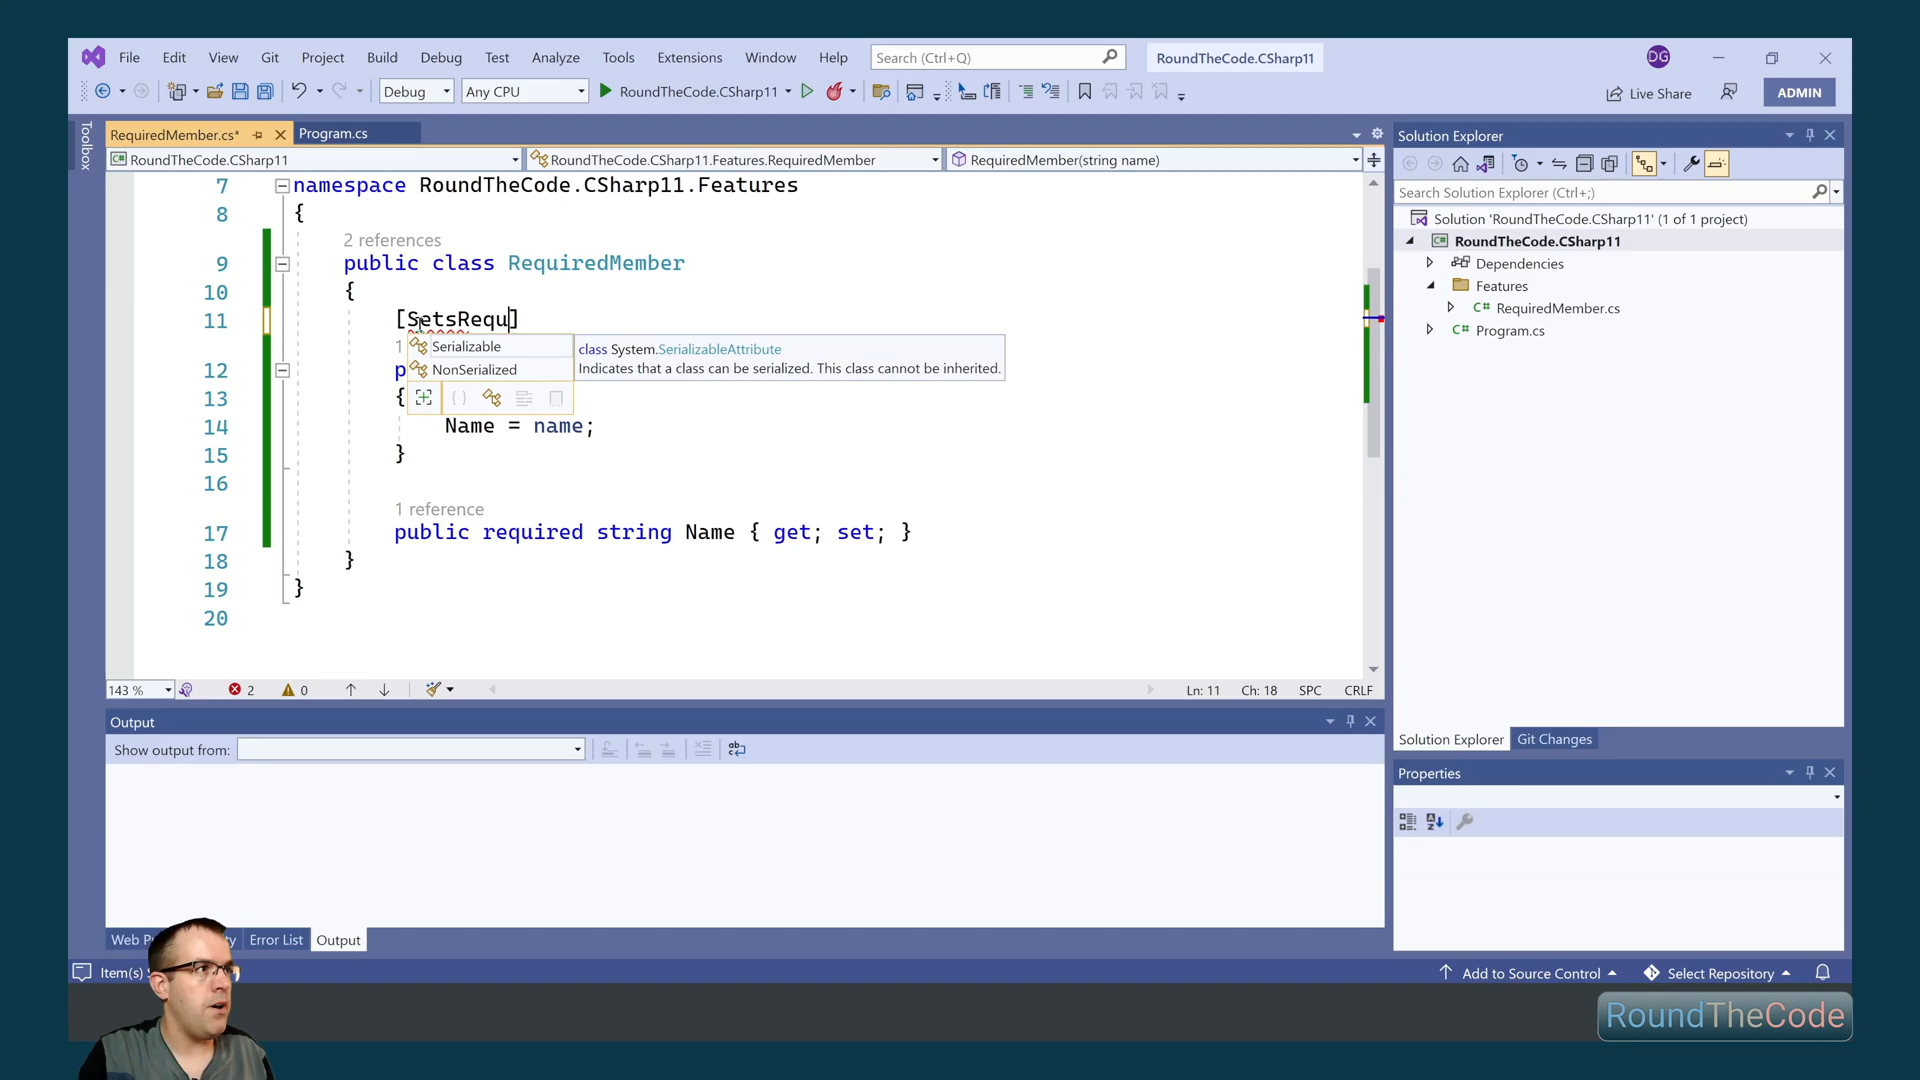 File Edit View Git Project Build Debug Test Analyze Tools Extensions Window Help Search (Ctrl+Q) RoundTheCode.CSharp11 DG
Debug Any CPU RoundTheCode.CSharp11 Live Share ADMIN
Toolbox
RequiredMember.cs* Program.cs
RoundTheCode.CSharp11 RoundTheCode.CSharp11.Features.RequiredMember RequiredMember(string name)
7 namespace RoundTheCode.CSharp11.Features
8 {
2 references
9 public class RequiredMember
10 {
11 [SetsRequ]
1
Serializable
class System.SerializableAttribute
Indicates that a class can be serialized. This class cannot be inherited.
12 p
NonSerialized
13 {
14 Name = name;
15 }
16
1 reference
17 public required string Name { get; set; }
18 }
19 }
20
143 % 2 0 Ln: 11 Ch: 18 SPC CRLF
Output
Show output from:
Web P Error List Output
Solution Explorer
Search Solution Explorer (Ctrl+;)
Solution 'RoundTheCode.CSharp11' (1 of 1 project)
RoundTheCode.CSharp11
Dependencies
Features
C# RequiredMember.cs
C# Program.cs
Solution Explorer Git Changes
Properties
Item(s) Add to Source Control Select Repository
RoundTheCode